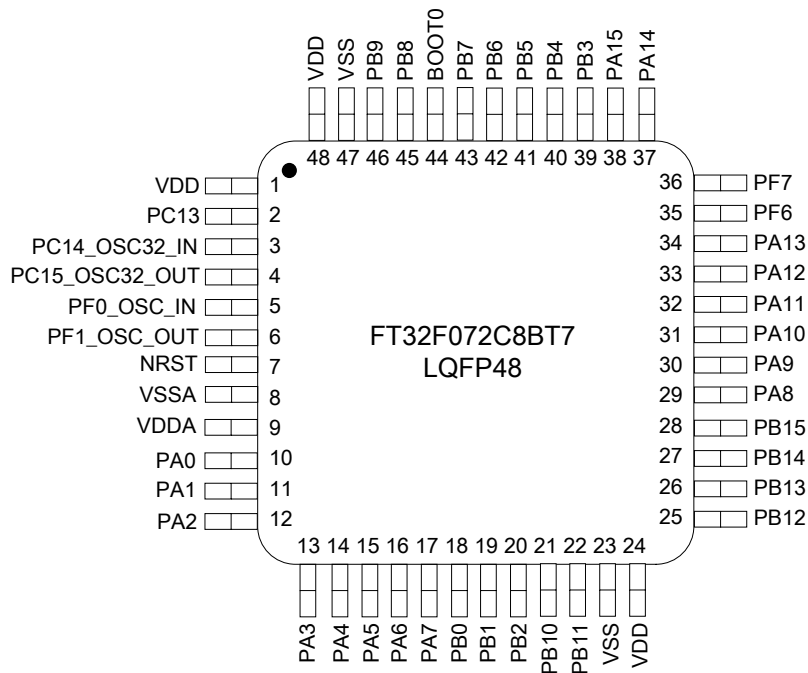 VDD VSS PB9 PB8 BOOT0 PB7 PB6 PB5 PB4 PB3 PA15 PA14
48 47 46 45 44 43 42 41 40 39 38 37
VDD 1
PC13 2
PC14_OSC32_IN 3
PC15_OSC32_OUT 4
PF0_OSC_IN 5
PF1_OSC_OUT 6
NRST 7
VSSA 8
VDDA 9
PA0 10
PA1 11
PA2 12
FT32F072C8BT7
LQFP48
36 PF7
35 PF6
34 PA13
33 PA12
32 PA11
31 PA10
30 PA9
29 PA8
28 PB15
27 PB14
26 PB13
25 PB12
13 14 15 16 17 18 19 20 21 22 23 24
PA3 PA4 PA5 PA6 PA7 PB0 PB1 PB2 PB10 PB11 VSS VDD